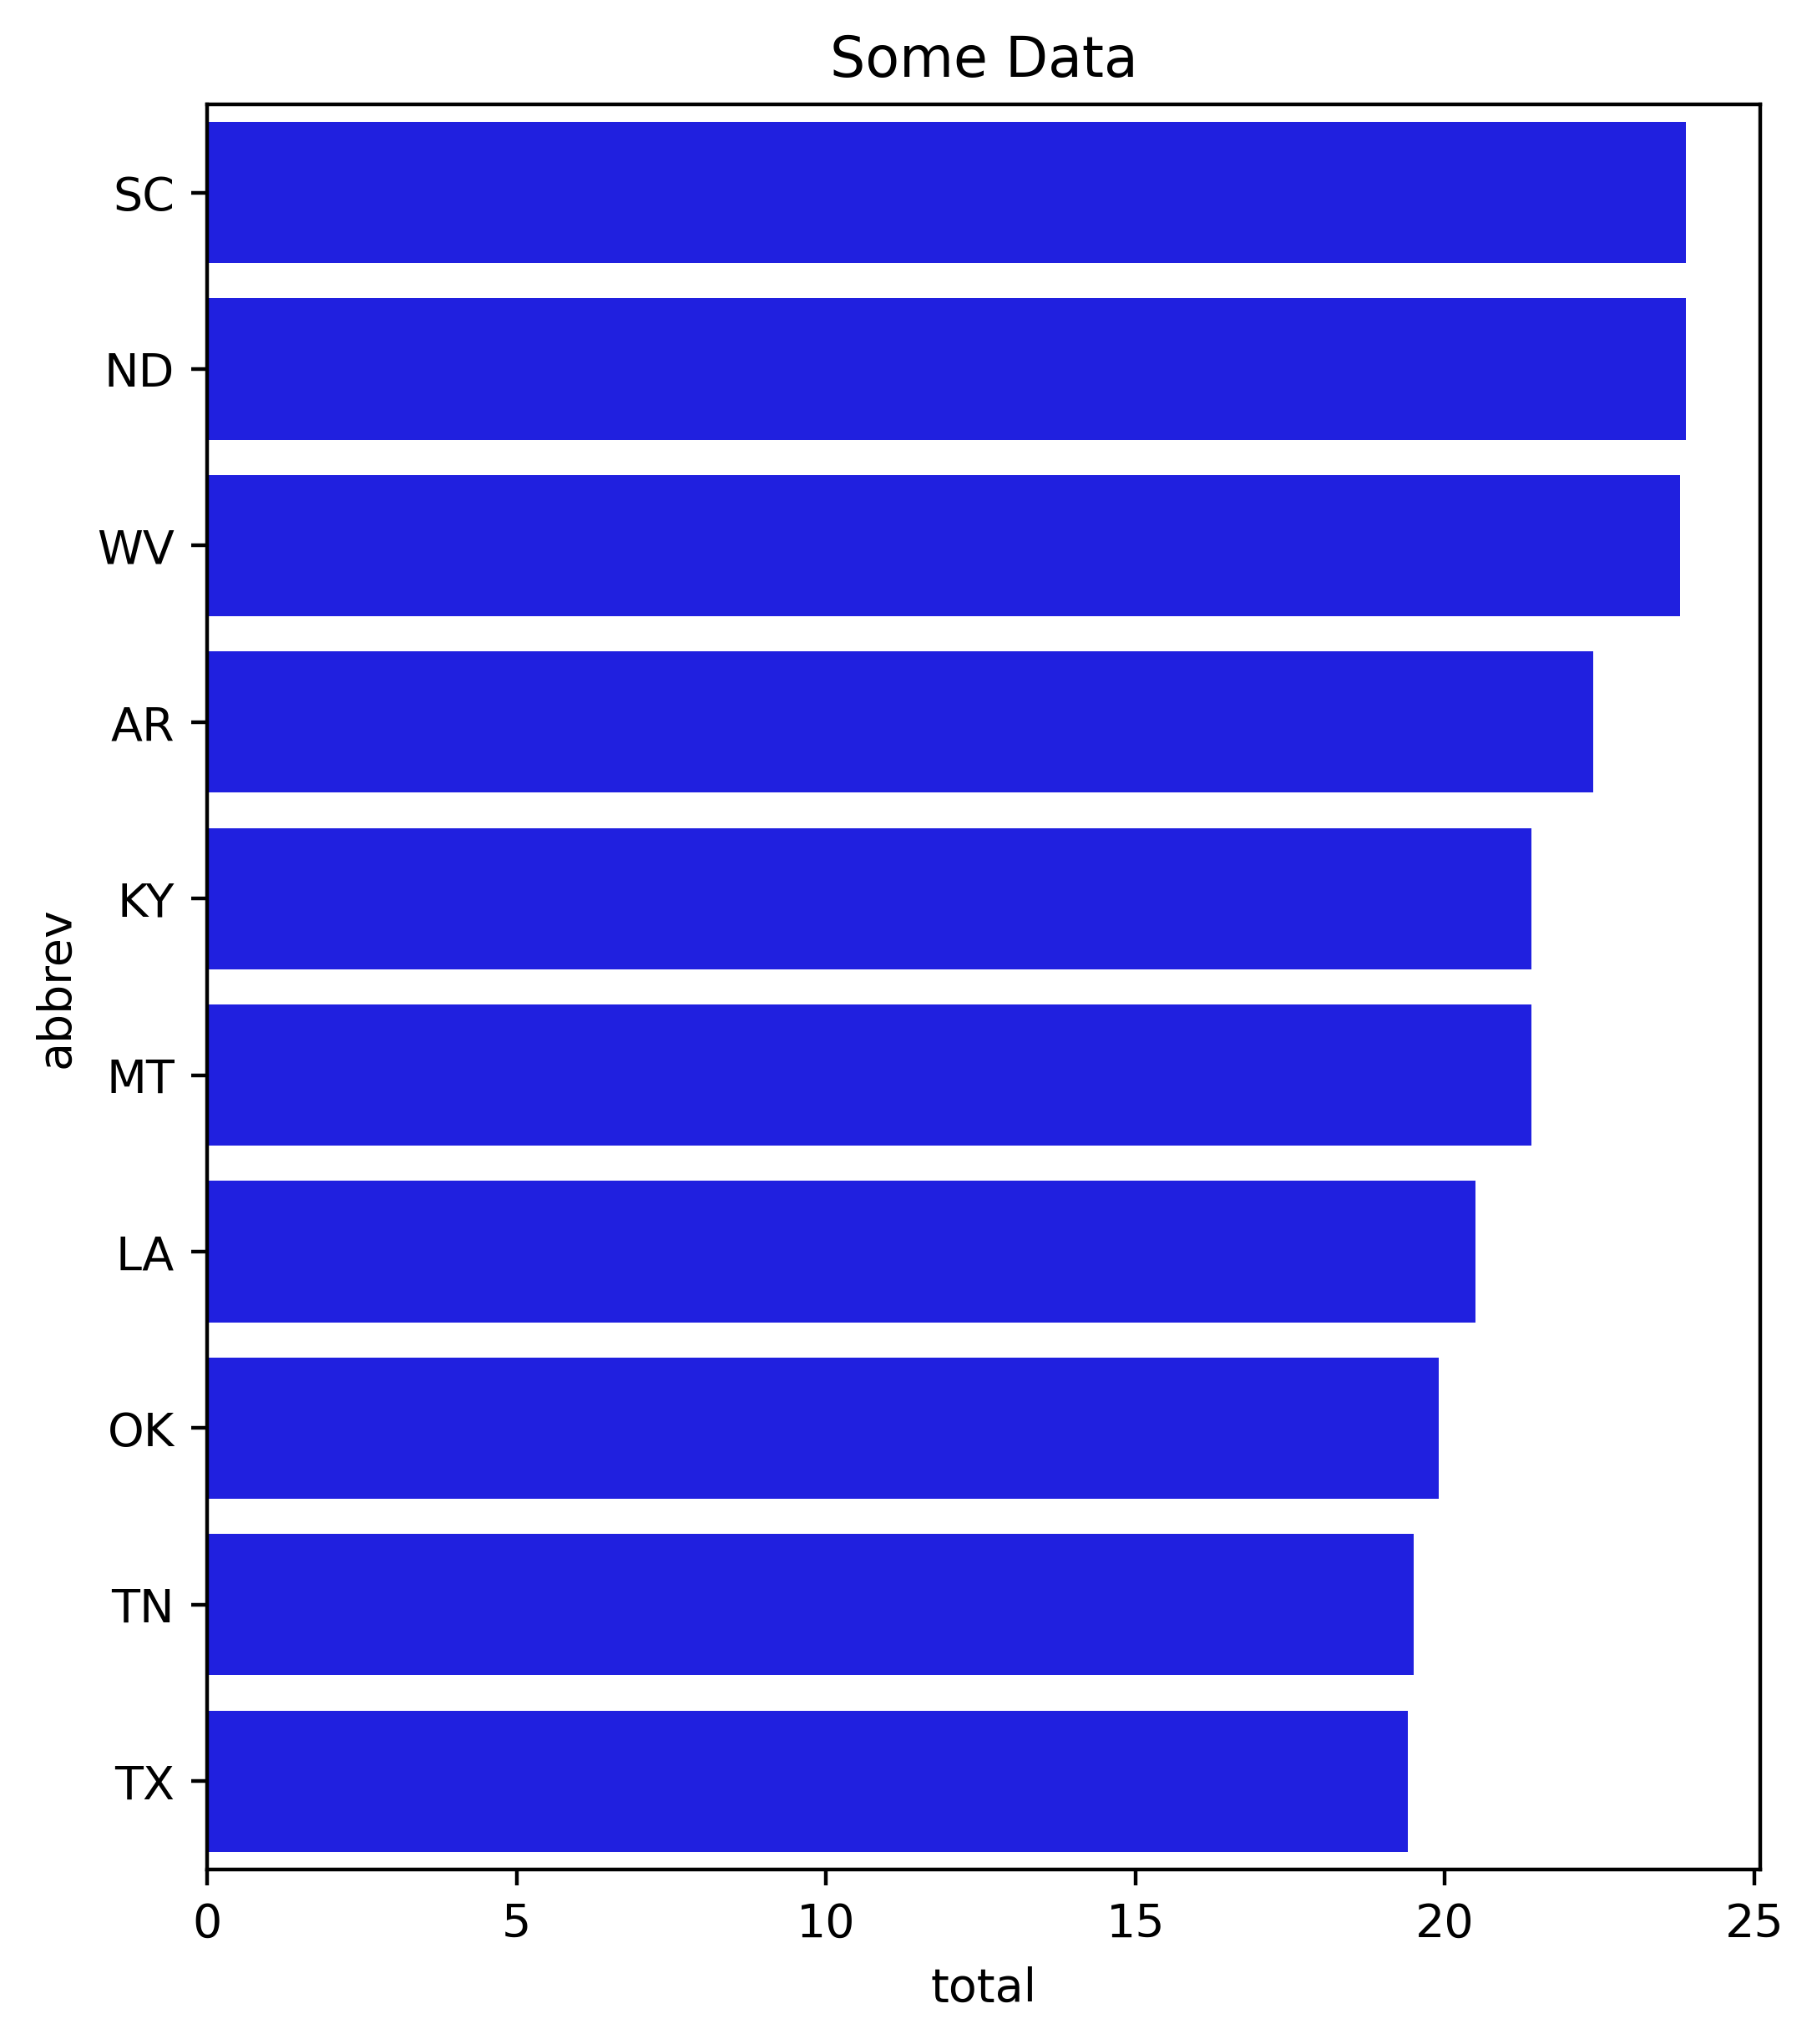 Some Data
SC
ND
WV
AR
KY
MT
LA
OK
TN
TX
abbrev
0 5 10 15 20 25
total